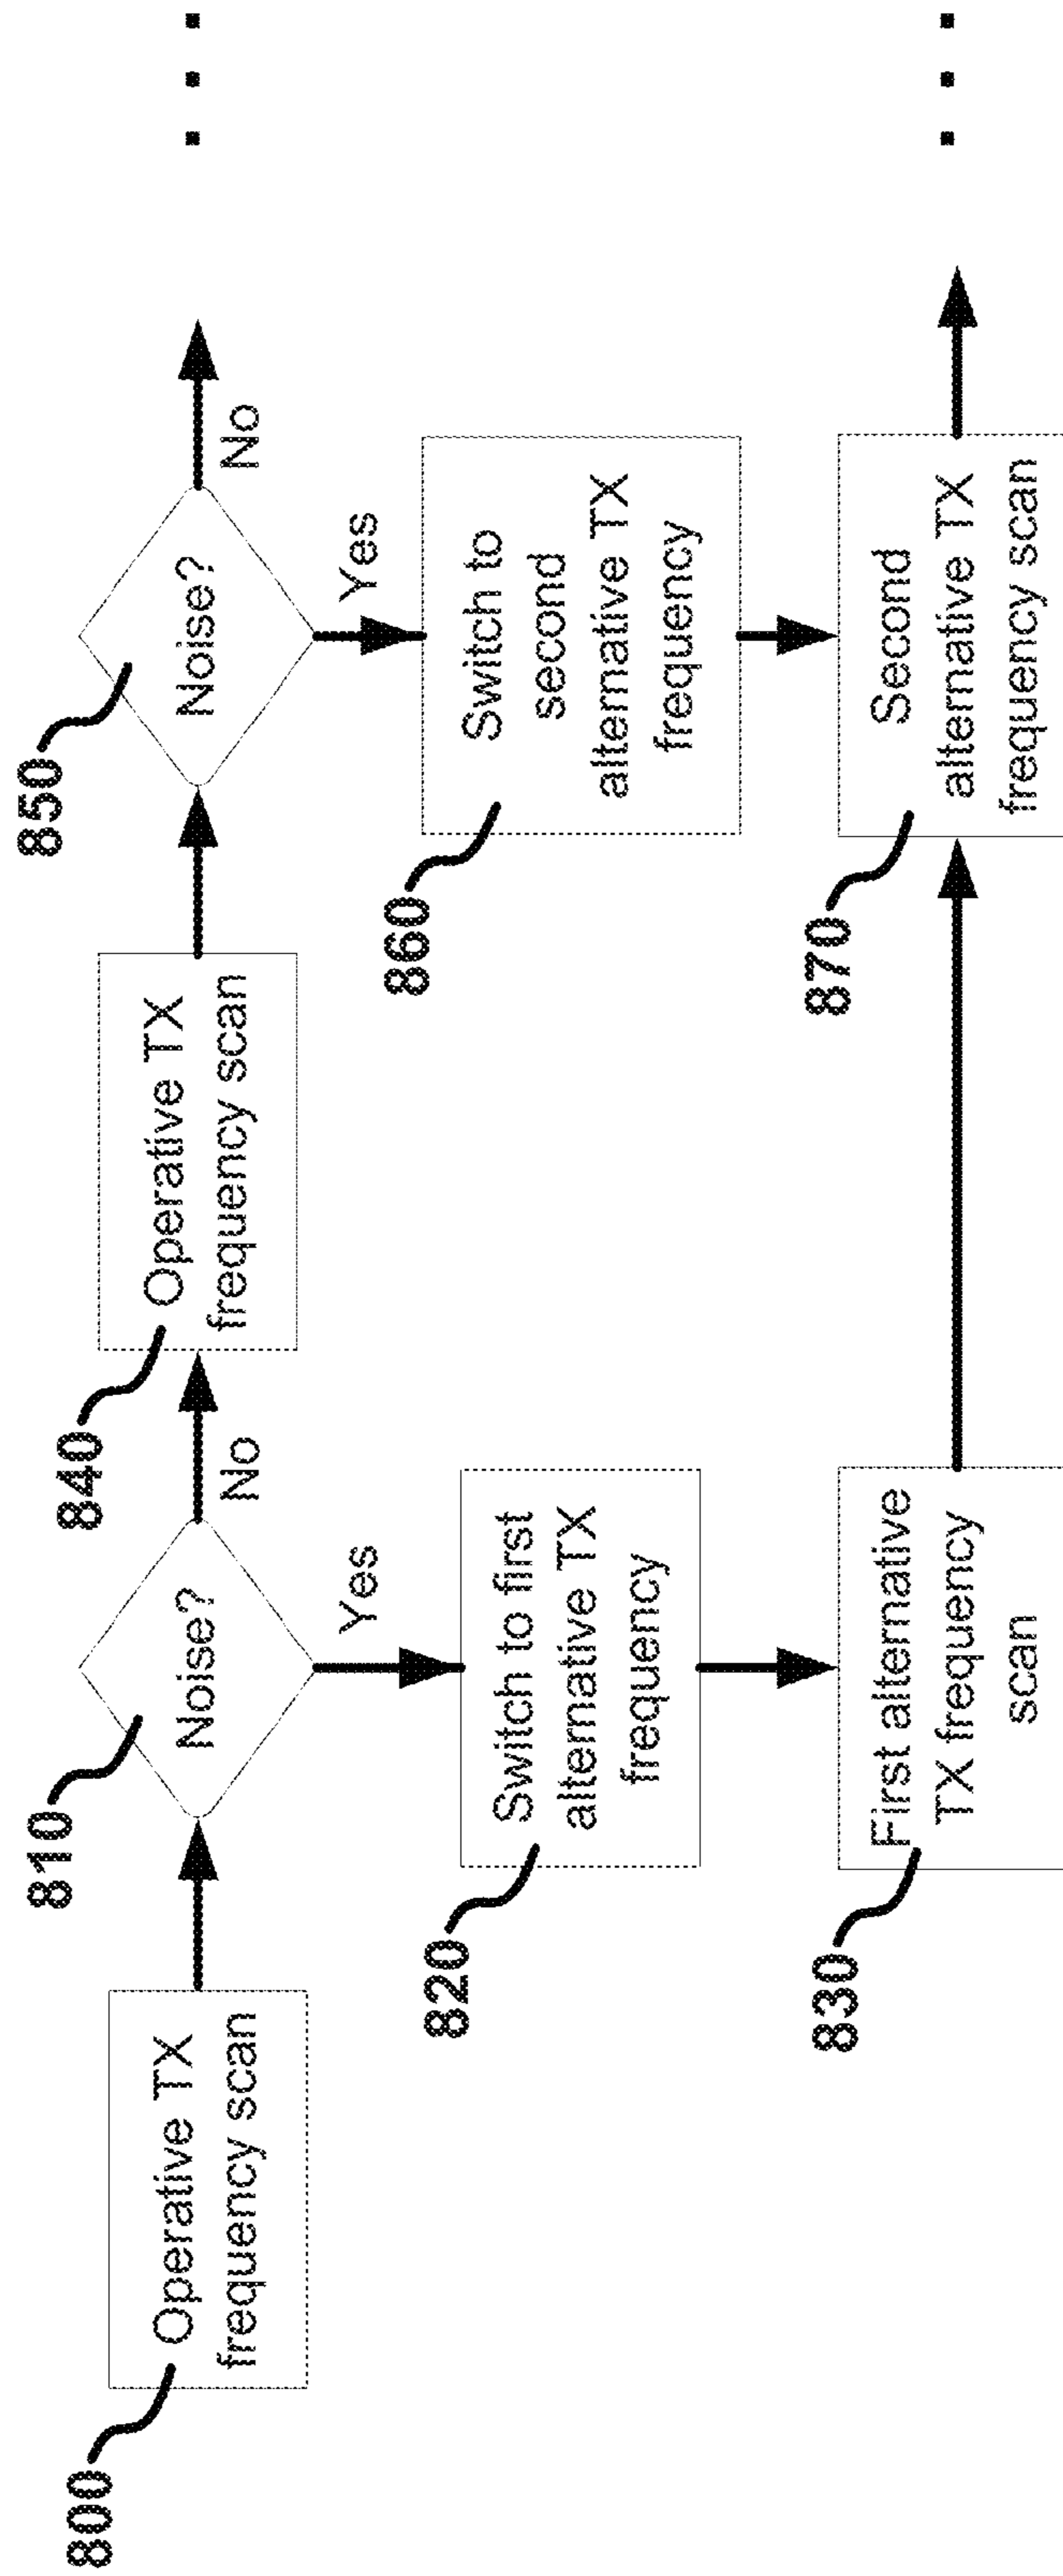 800
Operative TX
frequency scan
810
Noise?
No
Yes
820
Switch to first
alternative TX
frequency
830
First alternative
TX frequency
scan
840
Operative TX
frequency scan
850
Noise?
No
Yes
860
Switch to
second
alternative TX
frequency
870
Second
alternative TX
frequency scan